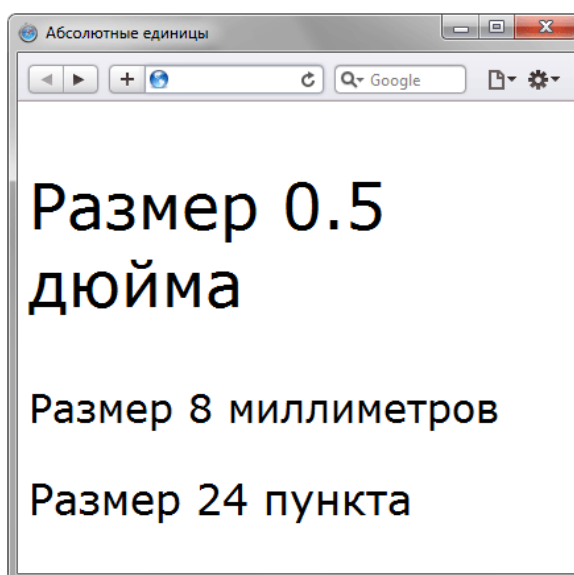 Абсолютные единицы
Google
Размер 0.5
дюйма
Размер 8 миллиметров
Размер 24 пункта